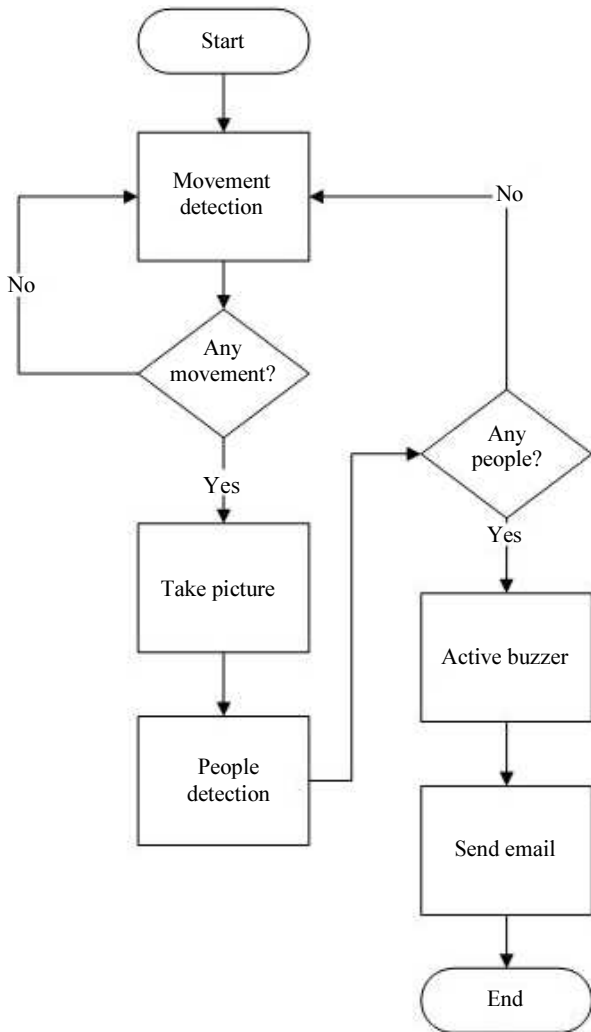 Start
Movement
detection
No
Any
movement?
Yes
Take picture
People
detection
No
Any
people?
Yes
Active buzzer
Send email
End